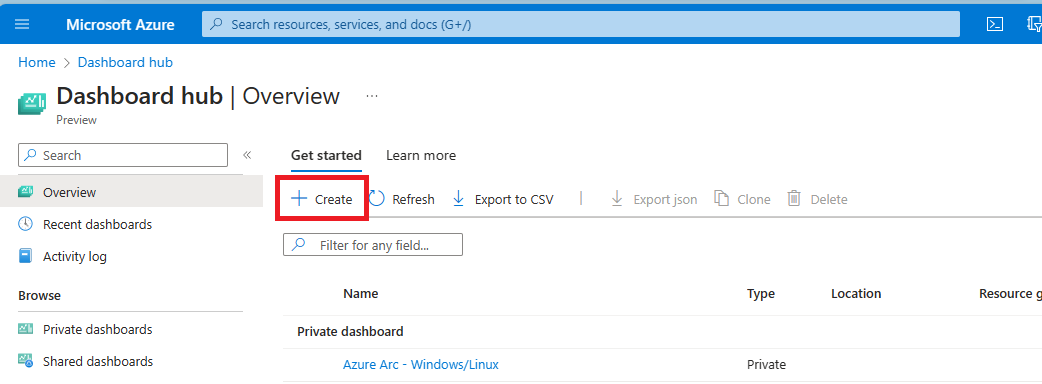 Microsoft Azure
Search resources, services, and docs (G+/)
Home > Dashboard hub
Dashboard hub | Overview ...
Preview
Search
«
Get started Learn more
Overview
Recent dashboards
Activity log
Browse
Private dashboards
Shared dashboards
+ Create Refresh Export to CSV | Export json Clone Delete
Filter for any field...
Name Type Location Resource g
Private dashboard
Azure Arc - Windows/Linux Private